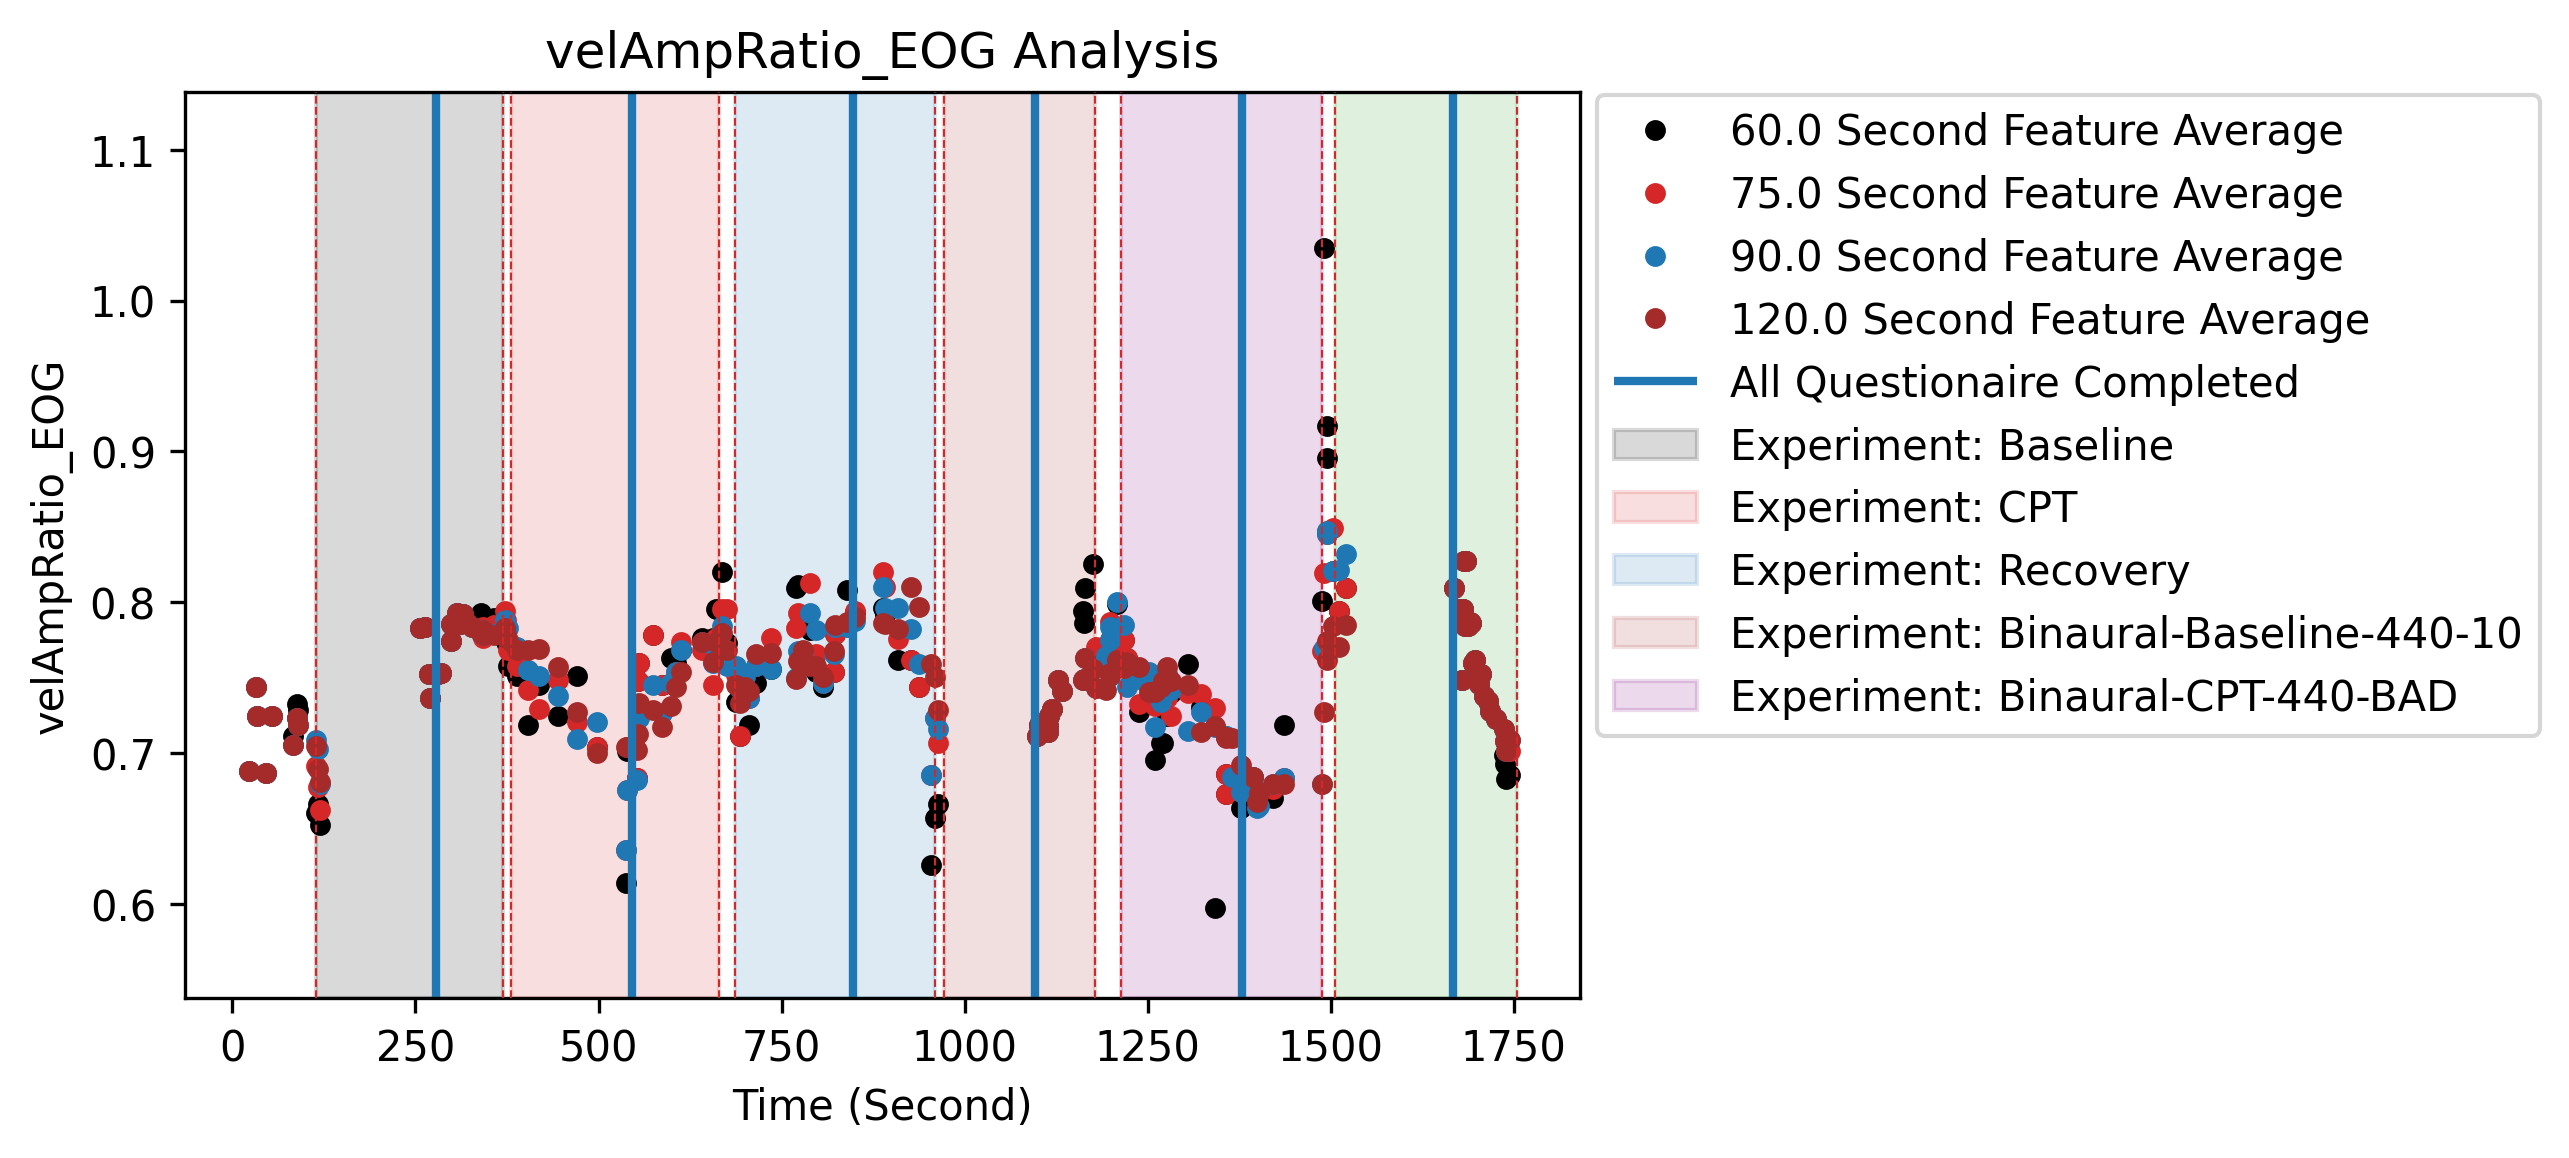 velAmpRatio_EOG Analysis
velAmpRatio_EOG
1.1
1.0
0.9
0.8
0.7
0.6
0
250
500
750
1000
1250
1500
1750
Time (Second)
60.0 Second Feature Average
75.0 Second Feature Average
90.0 Second Feature Average
120.0 Second Feature Average
All Questionaire Completed
Experiment: Baseline
Experiment: CPT
Experiment: Recovery
Experiment: Binaural-Baseline-440-10
Experiment: Binaural-CPT-440-BAD